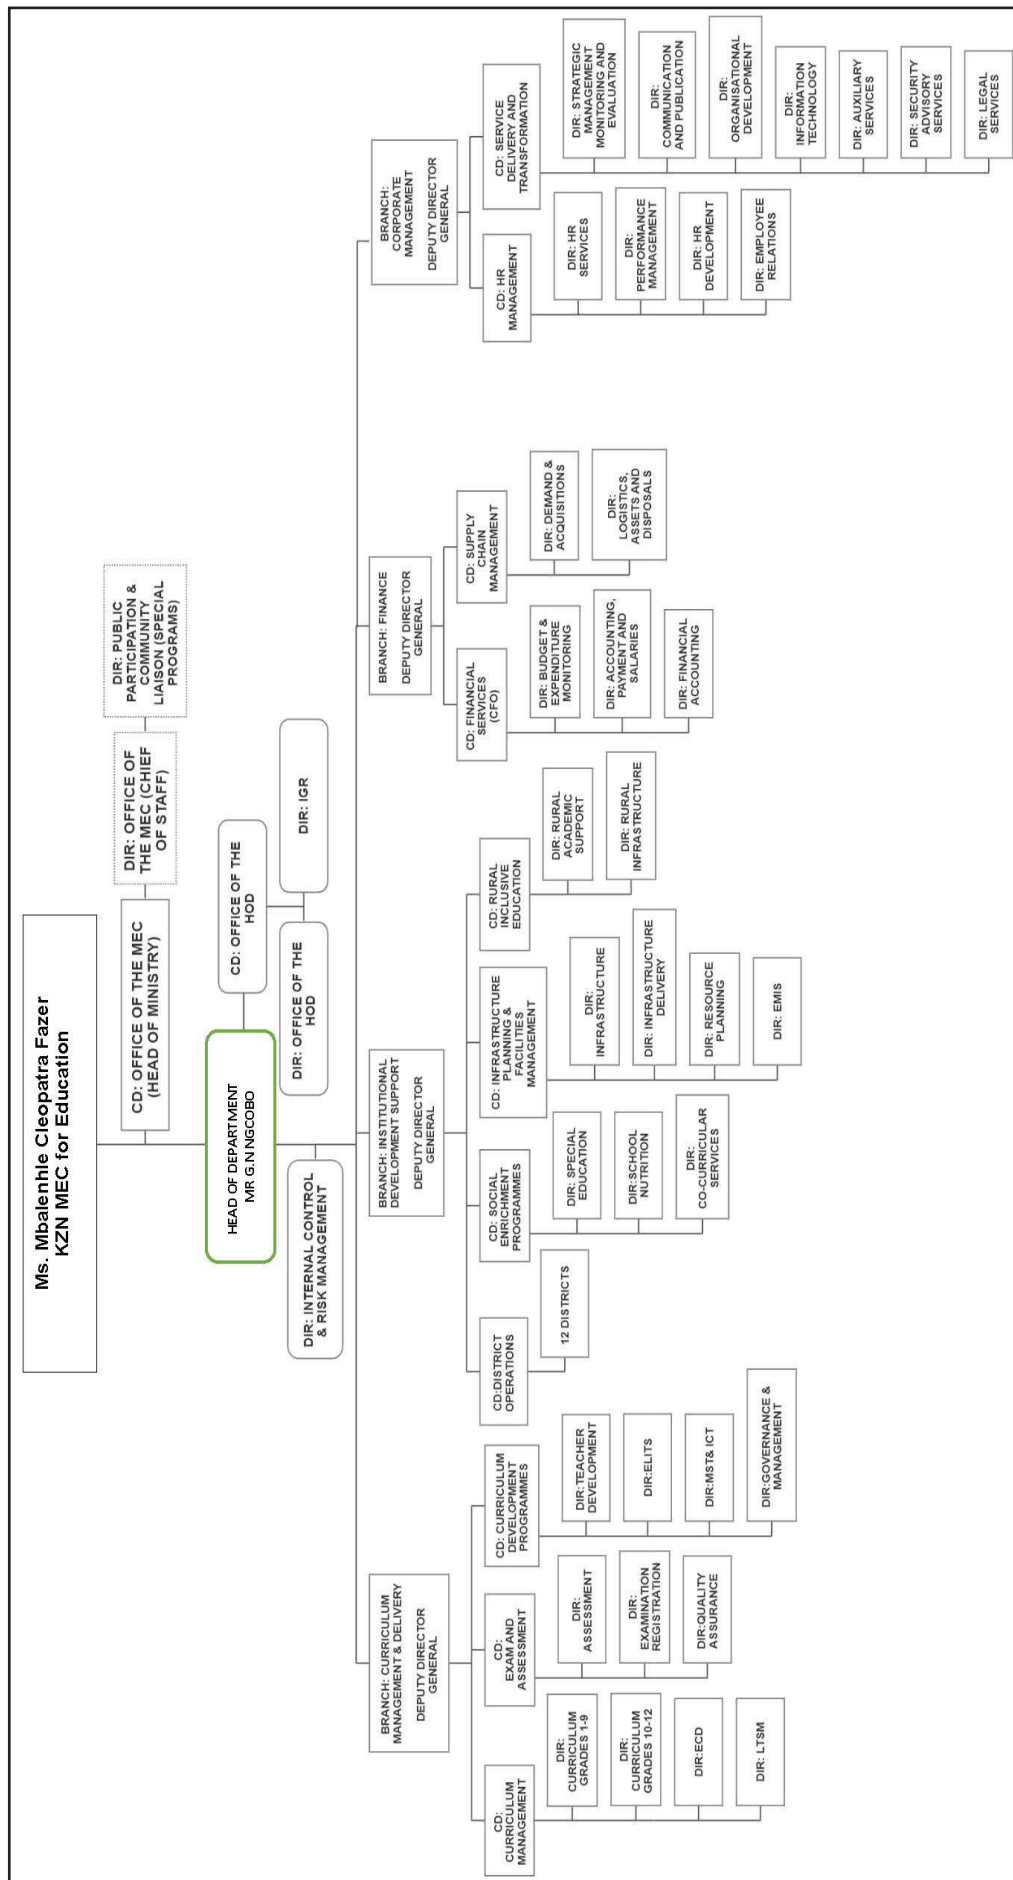 Ms. Mbalenhle Cleopatra Fazer
KZN MEC for Education
CD: OFFICE OF THE MEC
(HEAD OF MINISTRY)
DIR: OFFICE OF
THE MEC (CHIEF
OF STAFF)
DIR: PUBLIC
PARTICIPATION &
COMMUNITY
LIAISON (SPECIAL
PROGRAMS)
HEAD OF DEPARTMENT
MR G.N NGCOBO
CD: OFFICE OF THE
HOD
DIR: OFFICE OF THE
HOD
DIR: IGR
DIR: INTERNAL CONTROL
& RISK MANAGEMENT
BRANCH: CURRICULUM
MANAGEMENT & DELIVERY
DEPUTY DIRECTOR
GENERAL
CD:
CURRICULUM
MANAGEMENT
DIR:
CURRICULUM
GRADES 1-9
DIR:
CURRICULUM
GRADES 10-12
DIR:ECD
DIR: LTSM
CD:
EXAM AND
ASSESSMENT
DIR:
ASSESSMENT
DIR:
EXAMINATION
REGISTRATION
DIR:QUALITY
ASSURANCE
CD: CURRICULUM
DEVELOPMENT
PROGRAMMES
DIR:TEACHER
DEVELOPMENT
DIR:ELITS
DIR:MST& ICT
DIR:GOVERNANCE &
MANAGEMENT
BRANCH: INSTITUTIONAL
DEVELOPMENT SUPPORT
DEPUTY DIRECTOR
GENERAL
CD:DISTRICT
OPERATIONS
12 DISTRICTS
CD: SOCIAL
ENRICHMENT
PROGRAMMES
DIR: SPECIAL
EDUCATION
DIR:SCHOOL
NUTRITION
DIR:
CO-CURRICULAR
SERVICES
CD: INFRASTRUCTURE
PLANNING &
FACILITIES
MANAGEMENT
DIR:
INFRASTRUCTURE
DIR: INFRASTRUCTURE
DELIVERY
DIR: RESOURCE
PLANNING
DIR: EMIS
CD: RURAL
INCLUSIVE
EDUCATION
DIR: RURAL
ACADEMIC
SUPPORT
DIR: RURAL
INFRASTRUCTURE
BRANCH: FINANCE
DEPUTY DIRECTOR
GENERAL
CD: FINANCIAL
SERVICES
(CFO)
DIR: BUDGET &
EXPENDITURE
MONITORING
DIR: ACCOUNTING,
PAYMENT AND
SALARIES
DIR: FINANCIAL
ACCOUNTING
CD: SUPPLY
CHAIN
MANAGEMENT
DIR: DEMAND &
ACQUISITIONS
DIR:
LOGISTICS,
ASSETS AND
DISPOSALS
BRANCH:
CORPORATE
MANAGEMENT
DEPUTY DIRECTOR
GENERAL
CD: HR
MANAGEMENT
DIR: HR
SERVICES
DIR:
PERFORMANCE
MANAGEMENT
DIR: HR
DEVELOPMENT
DIR: EMPLOYEE
RELATIONS
CD: SERVICE
DELIVERY AND
TRANSFORMATION
DIR: STRATEGIC
MANAGEMENT
MONITORING AND
EVALUATION
DIR:
COMMUNICATION
AND PUBLICATION
DIR:
ORGANISATIONAL
DEVELOPMENT
DIR:
INFORMATION
TECHNOLOGY
DIR: AUXILIARY
SERVICES
DIR: SECURITY
ADVISORY
SERVICES
DIR: LEGAL
SERVICES